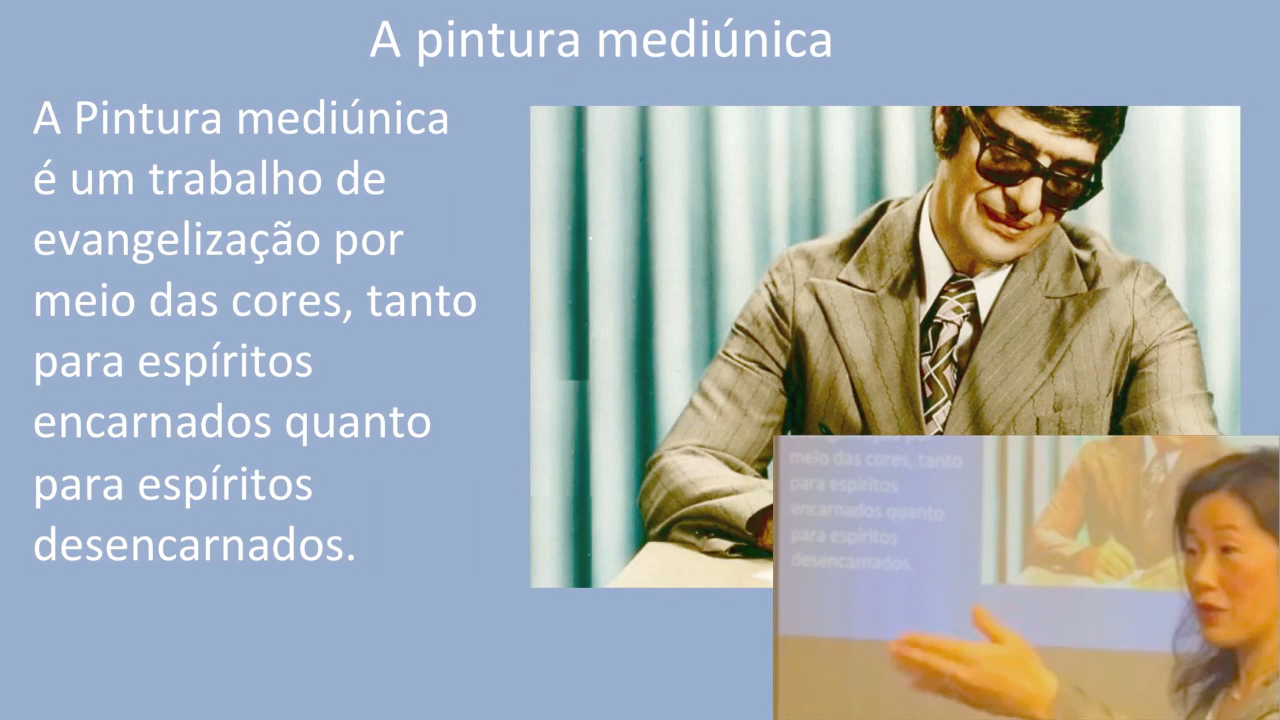 A pintura mediúnica
A Pintura mediúnica
é um trabalho de
evangelização por
meio das cores, tanto
para espíritos
encarnados quanto
para espíritos
desencarnados.
meio das cores, tanto
para espíritos
encarnados quanto
para espíritos
desencarnados.